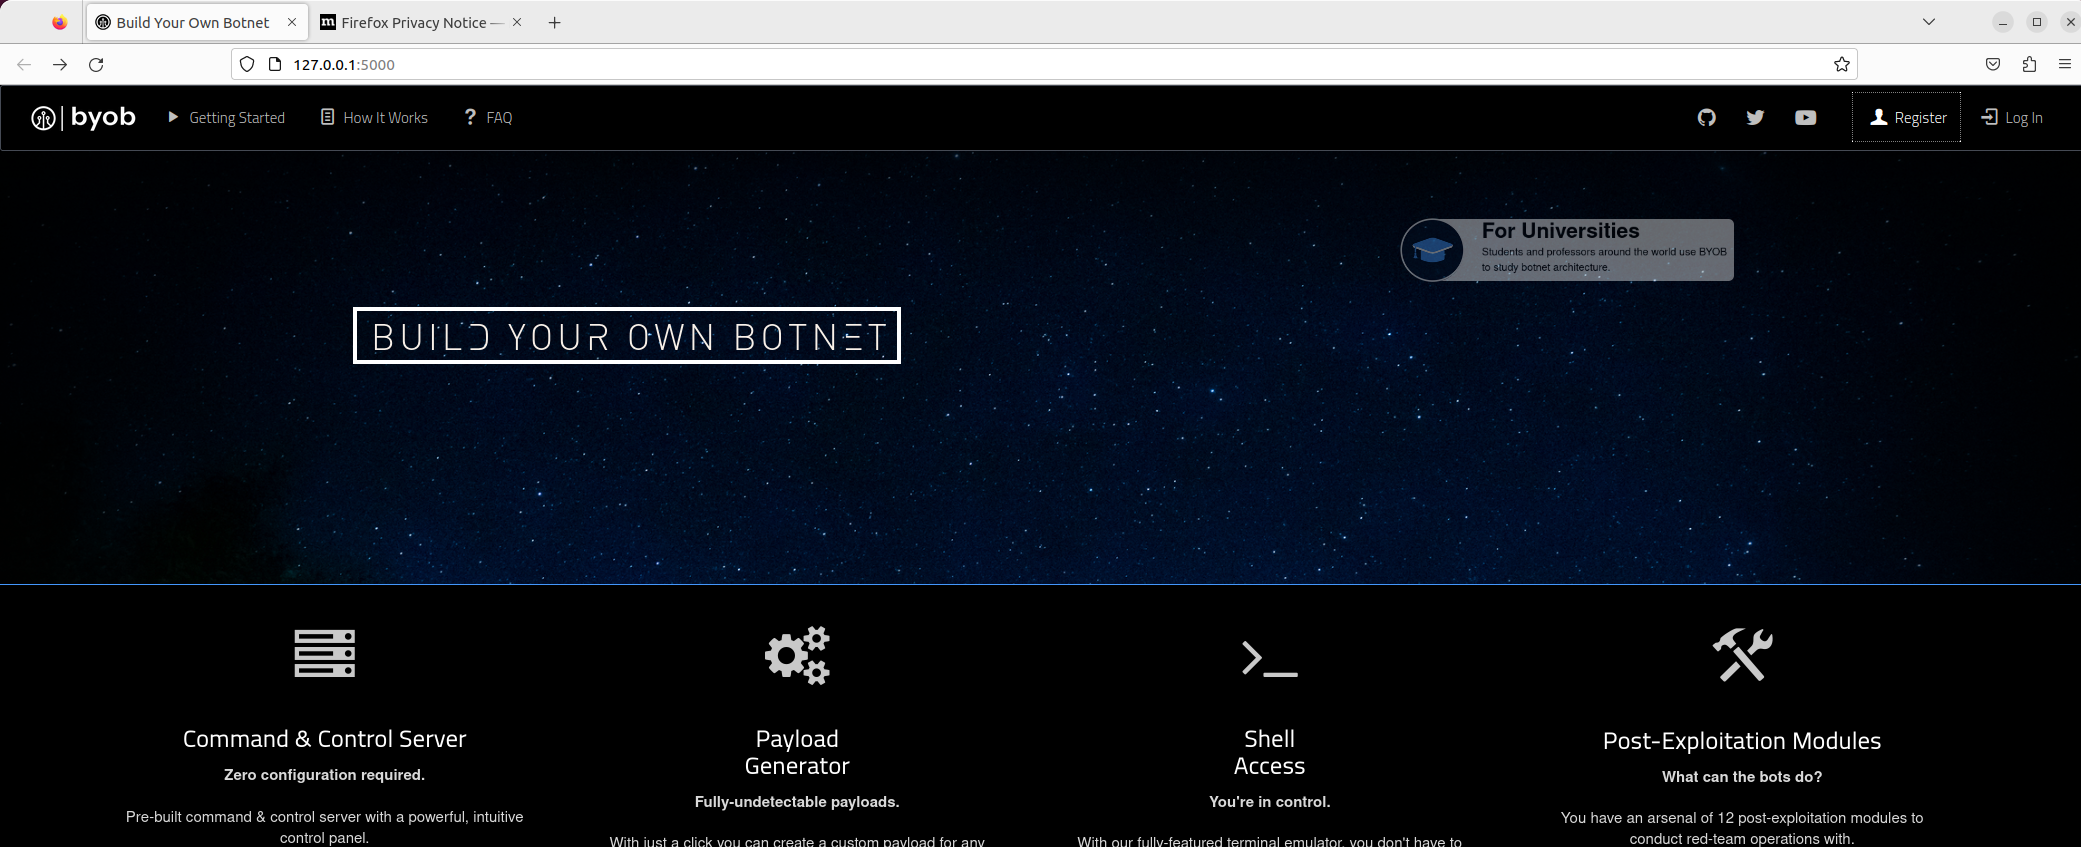 Build Your Own Botnet
Firefox Privacy Notice —
127.0.0.1:5000
byob
Getting Started
How It Works
? FAQ
Register
Log In
For Universities
Students and professors around the world use BYOB
to study botnet architecture.
BUILD YOUR OWN BOTNET
Command & Control Server
Zero configuration required.
Pre-built command & control server with a powerful, intuitive
control panel.
Payload
Generator
Fully-undetectable payloads.
With just a click you can create a custom payload for any
Shell
Access
You're in control.
With our fully-featured terminal emulator, you don't have to
Post-Exploitation Modules
What can the bots do?
You have an arsenal of 12 post-exploitation modules to
conduct red-team operations with.